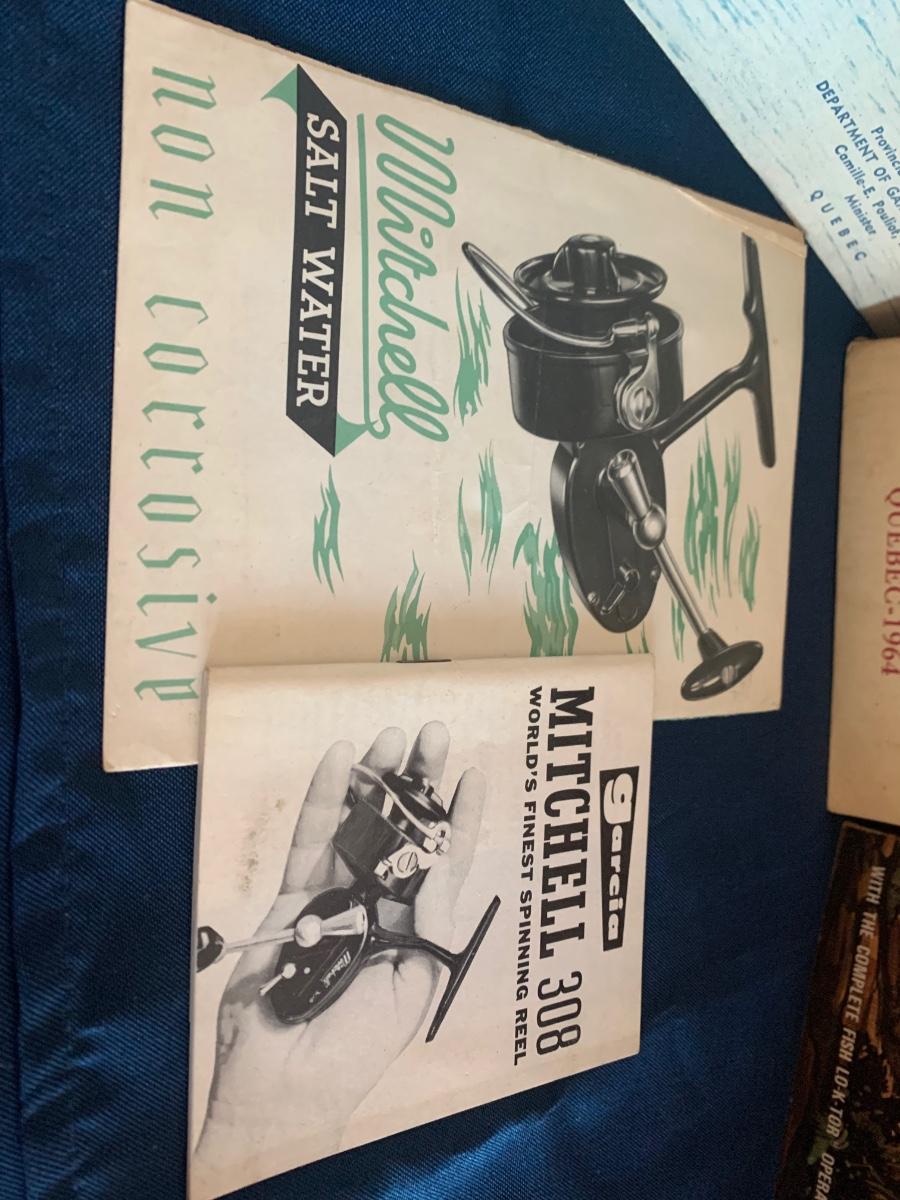 Mitchell
SALT WATER
non corrosive
garcia
MITCHELL 308
WORLD'S FINEST SPINNING REEL
Mitchell
DEPARTMENT OF
Camille-E. Pouliot,
Minister,
QUEBEC
QUEBEC-1964
WITH THE COMPLETE FISH LO-K-TOR